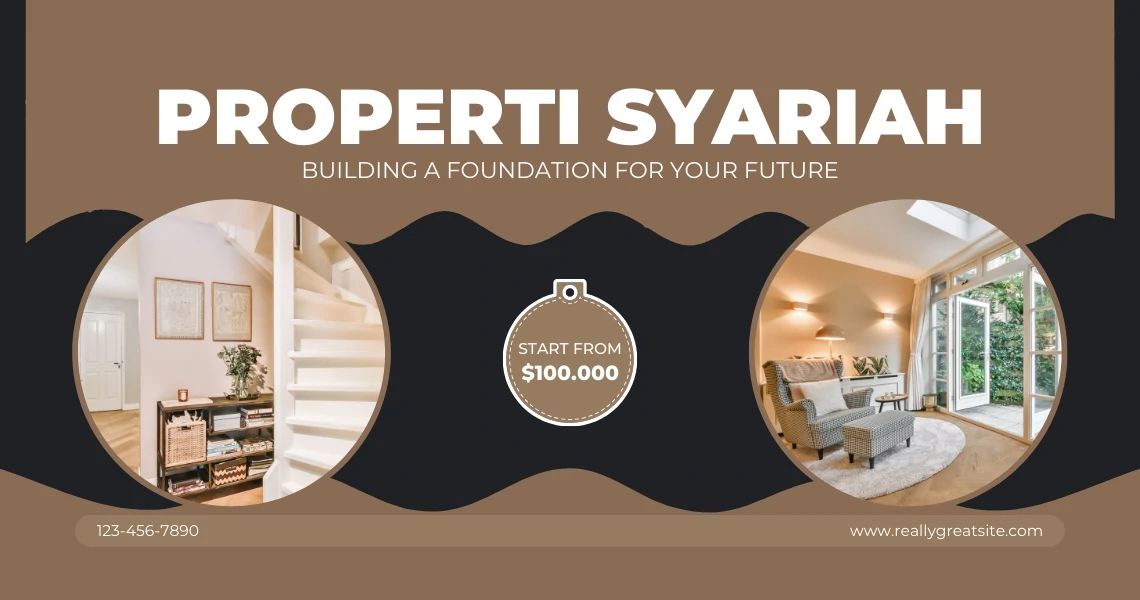 PROPERTI SYARIAH
BUILDING A FOUNDATION FOR YOUR FUTURE
START FROM
$100.000
123-456-7890
www.reallygreatsite.com